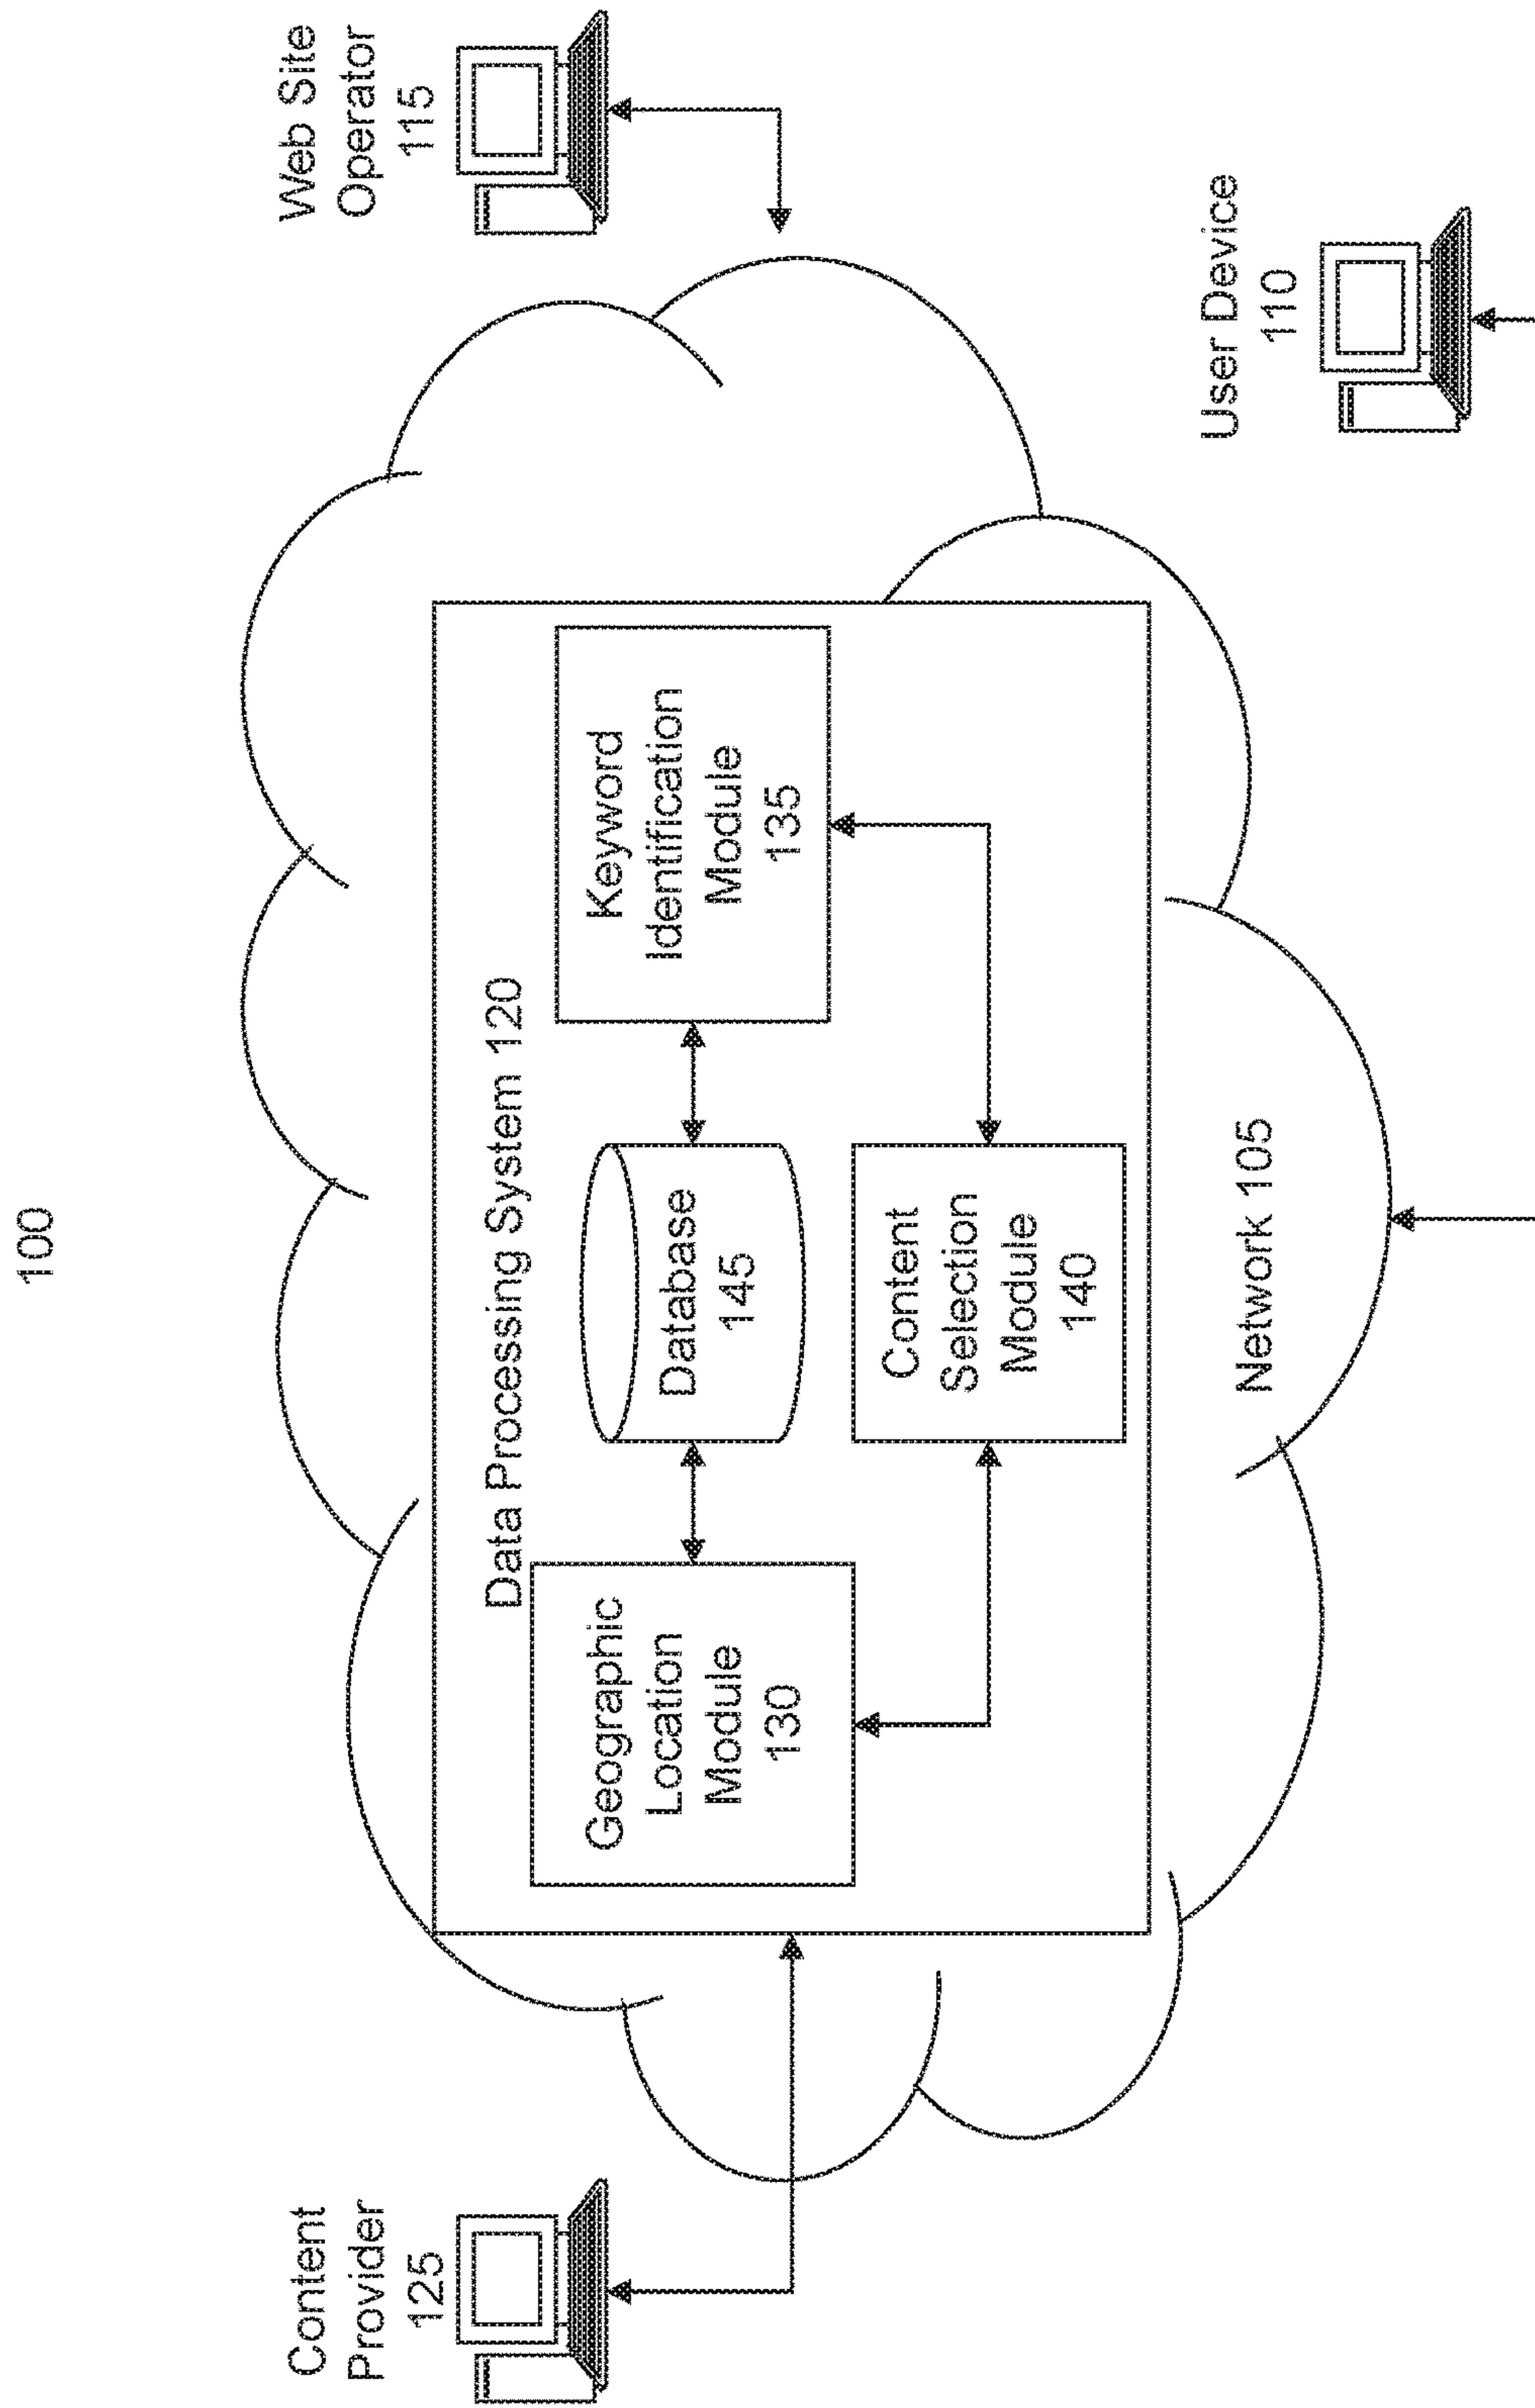 100
Content
Provider
125
Web Site
Operator
115
Data Processing System 120
Geographic
Location
Module
130
Database
145
Keyword
Identification
Module
135
Content
Selection
Module
140
Network 105
User Device
110